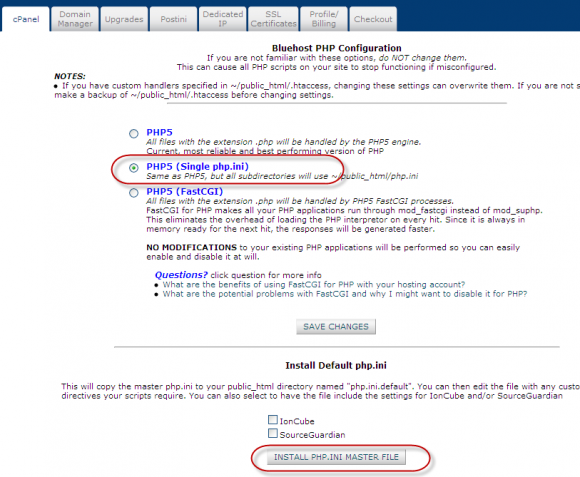 cPanel
Domain Manager
Upgrades
Postini
Dedicated IP
SSL Certificates
Profile/ Billing
Checkout
Bluehost PHP Configuration
If you are not familiar with these options, do NOT change them.
This can cause all PHP scripts on your site to stop functioning if misconfigured.
NOTES:
• If you have custom handlers specified in ~/public_html/.htaccess, changing these settings can overwrite them. If you are not s
make a backup of ~/public_html/.htaccess before changing settings.
PHP5
All files with the extension .php will be handled by the PHP5 engine.
Current, most reliable and best performing version of PHP
PHP5 (Single php.ini)
Same as PHP5, but all subdirectories will use ~/public_html/php.ini
PHP5 (FastCGI)
All files with the extension .php will be handled by PHP5 FastCGI processes.
FastCGI for PHP makes all your PHP applications run through mod_fastcgi instead of mod_suphp.
This eliminates the overhead of loading the PHP interpretor on every hit. Since it is always in
memory ready for the next hit, the responses will be generated faster.
NO MODIFICATIONS to your existing PHP applications will be performed so you can easily
enable and disable it at will.
Questions? click question for more info
• What are the benefits of using FastCGI for PHP with your hosting account?
• What are the potential problems with FastCGI and why I might want to disable it for PHP?
SAVE CHANGES
Install Default php.ini
This will copy the master php.ini to your public_html directory named "php.ini.default". You can then edit the file with any custo
directives your scripts require. You can also select to have the file include the settings for IonCube and/or SourceGuardian
IonCube
SourceGuardian
INSTALL PHP.INI MASTER FILE